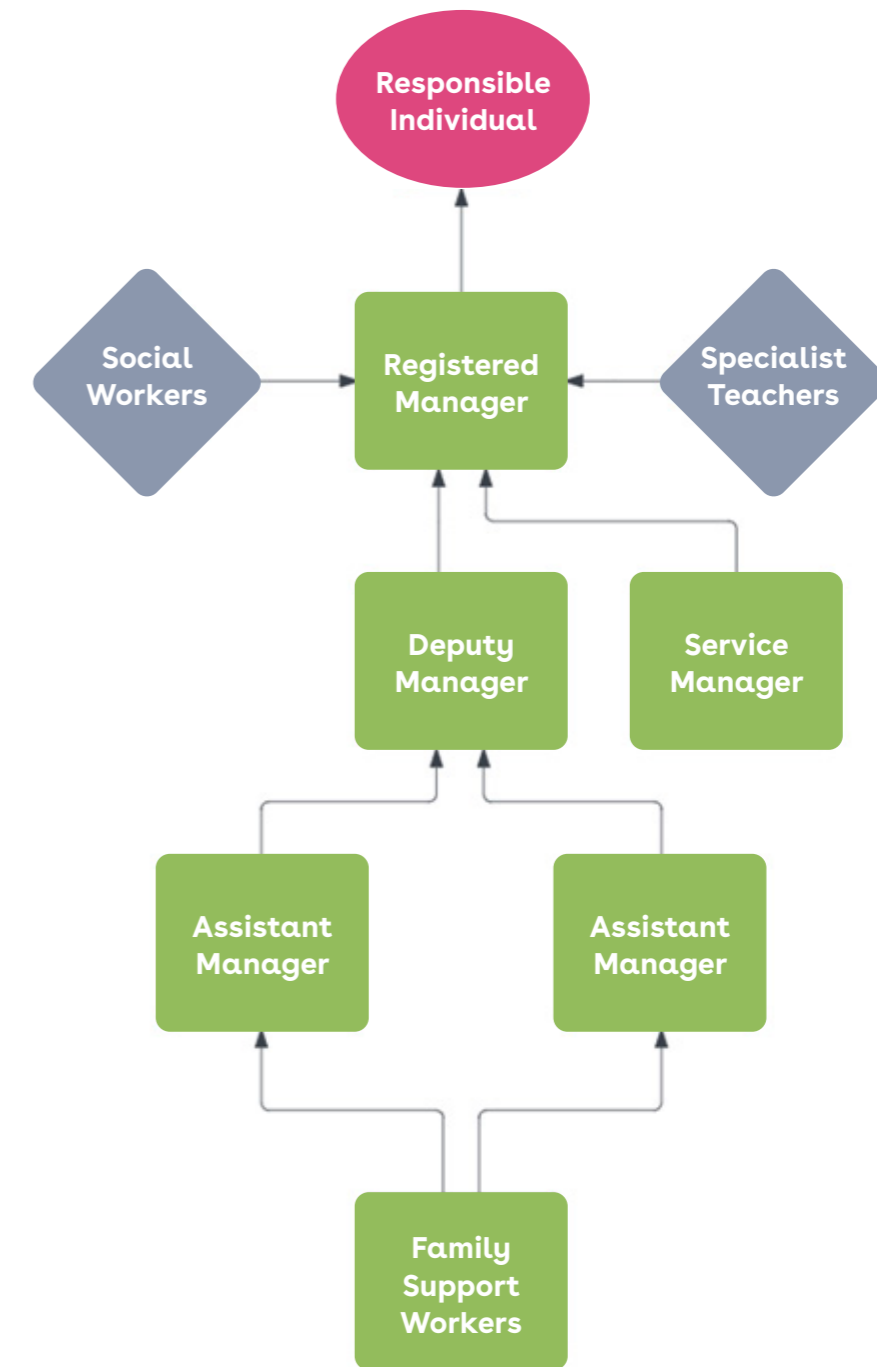 Responsible
Individual
Social
Workers
Registered
Manager
Specialist
Teachers
Deputy
Manager
Service
Manager
Assistant
Manager
Assistant
Manager
Family
Support
Workers